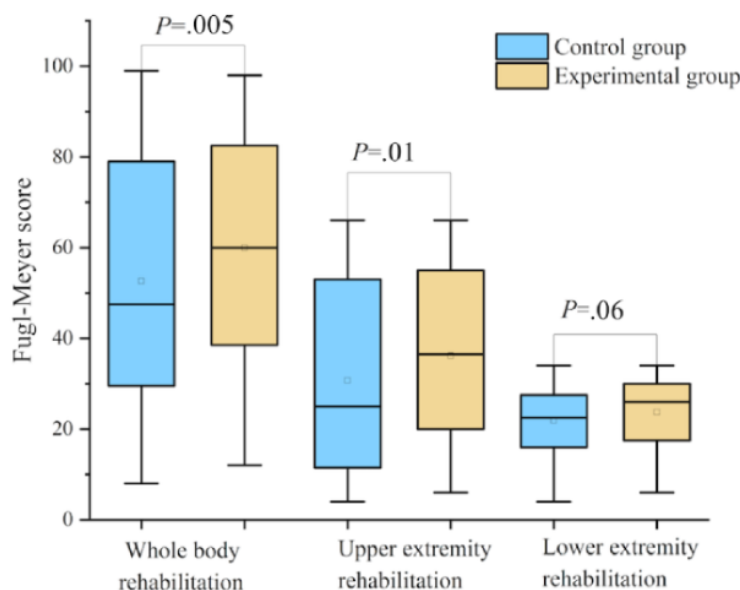 P=.005
Control group
Experimental group
P=.01
P=.06
Fugl-Meyer score
100
80
60
40
20
0
Whole body
rehabilitation
Upper extremity
rehabilitation
Lower extremity
rehabilitation